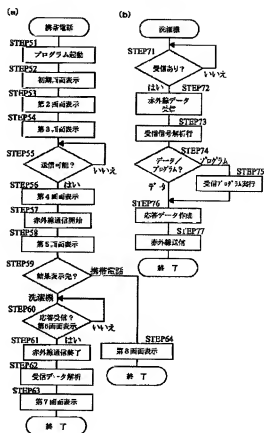 (a)
携帯電話
STEP51
プログラム起動
STEP52
初期画面表示
STEP53
第2画面表示
STEP54
第3画面表示
STEP55
送信可能?
いいえ
はい
STEP56
第4画面表示
STEP57
赤外線通信開始
STEP58
第5画面表示
STEP59
結果表示先?
携帯電話
洗濯機
STEP60
応答受信?
第6画面表示
いいえ
はい
STEP61
赤外線通信終了
STEP62
受信データ解析
STEP63
第7画面表示
終 了
STEP64
第8画面表示
終 了
(b)
洗濯機
STEP71
受信あり?
いいえ
はい
STEP72
赤外線データ
受信
STEP73
受信信号解析行
STEP74
データ/
プログラム?
プログラム
データ
STEP75
受信プログラム実行
STEP76
応答データ作成
STEP77
赤外線送信
終 了